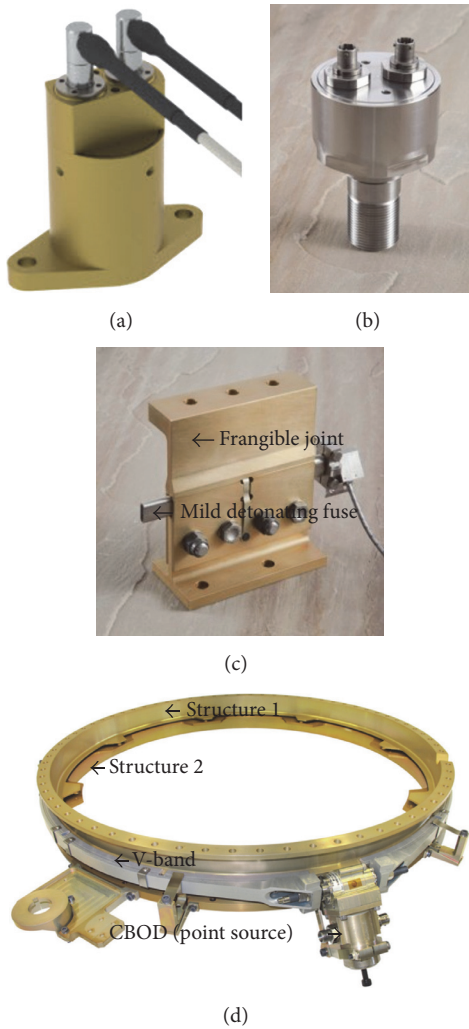 (a)
(b)
← Frangible joint
← Mild detonating fuse
(c)
← Structure 1
← Structure 2
← V-band
CBOD (point source) →
(d)